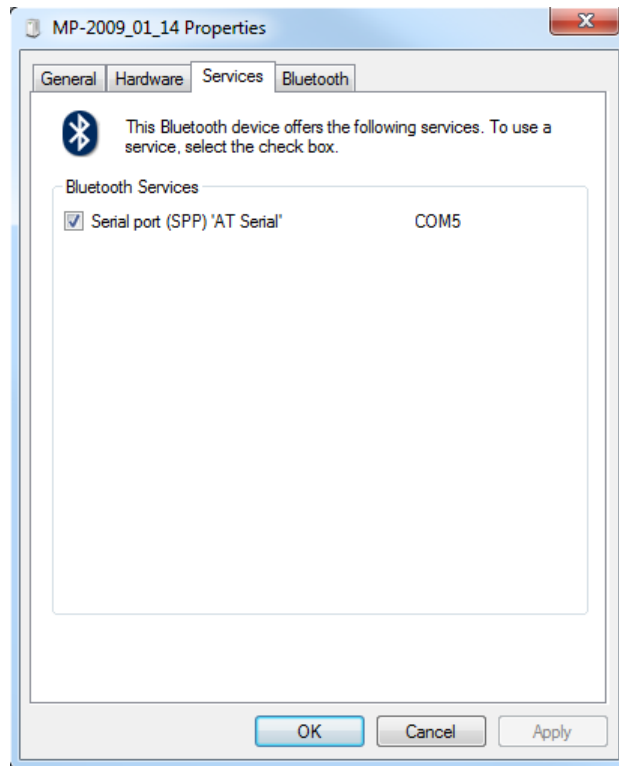 MP-2009_01_14 Properties
General Hardware Services Bluetooth
This Bluetooth device offers the following services. To use a
service, select the check box.
Bluetooth Services
Serial port (SPP) 'AT Serial' COM5
OK Cancel Apply